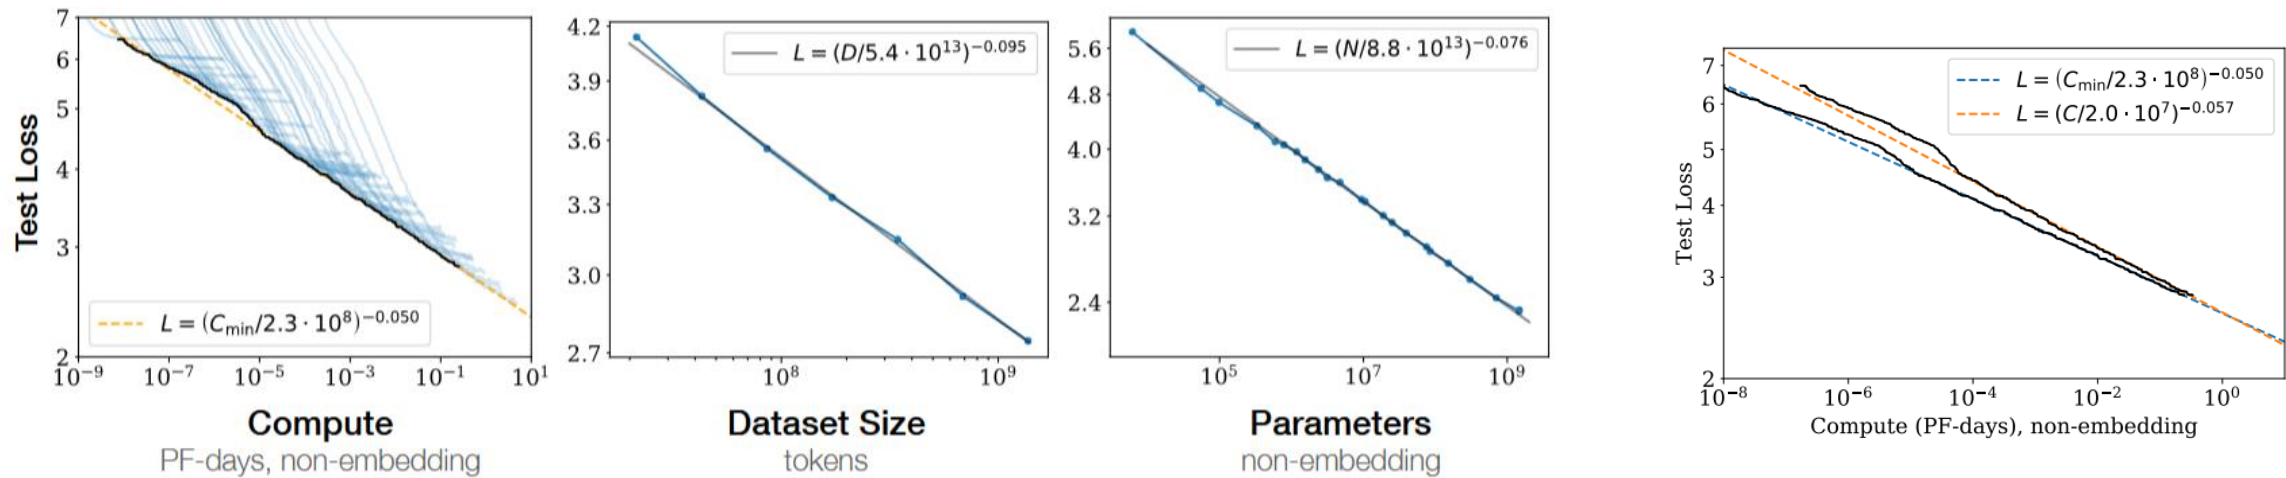 Test Loss
7
6
5
4
3
2
L = (C_min/2.3 · 10^8)^−0.050
10^−9 10^−7 10^−5 10^−3 10^−1 10^1
Compute
PF-days, non-embedding
4.2
3.9
3.6
3.3
3.0
2.7
L = (D/5.4 · 10^13)^−0.095
10^8 10^9
Dataset Size
tokens
5.6
4.8
4.0
3.2
2.4
L = (N/8.8 · 10^13)^−0.076
10^5 10^7 10^9
Parameters
non-embedding
Test Loss
7
6
5
4
3
2
L = (C_min/2.3 · 10^8)^−0.050
L = (C/2.0 · 10^7)^−0.057
10^−8 10^−6 10^−4 10^−2 10^0
Compute (PF-days), non-embedding